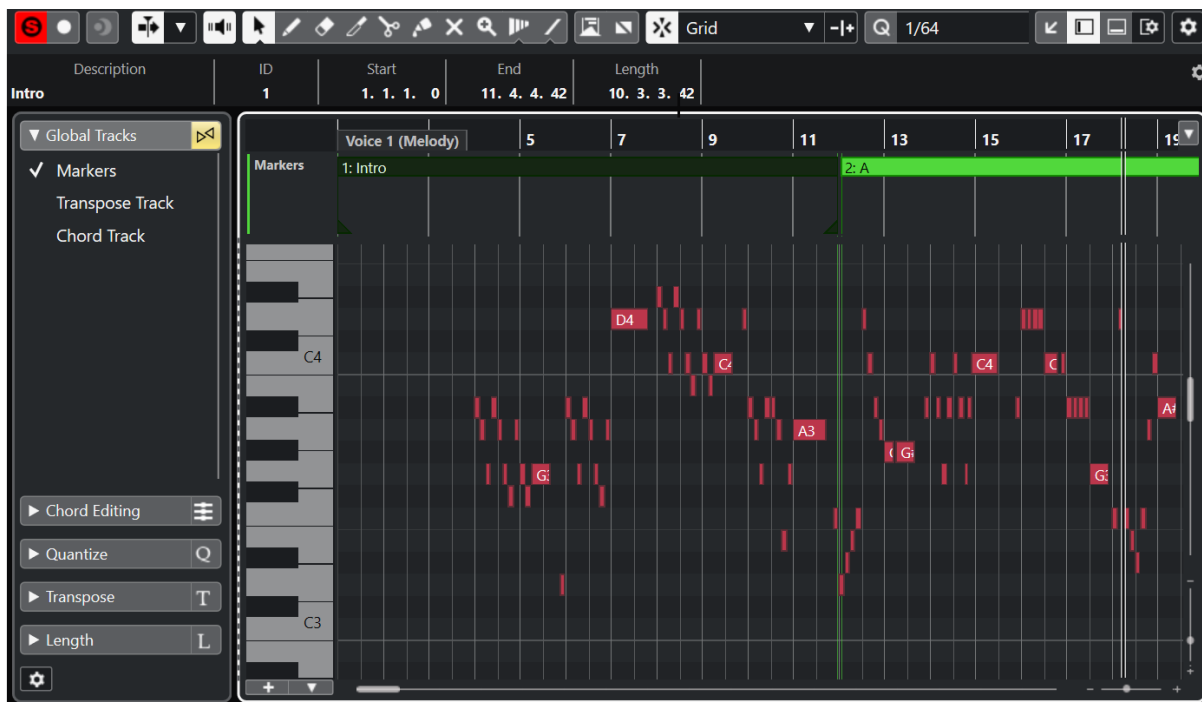 S Grid Q 1/64
Description ID Start End Length
Intro 1 1. 1. 1. 0 11. 4. 4. 42 10. 3. 3. 42
Global Tracks
Markers
Transpose Track
Chord Track
Chord Editing
Quantize Q
Transpose T
Length L
Voice 1 (Melody) 5 7 9 11 13 15 17 19
Markers 1: Intro 2: A
D4
C4 C4 C4 C
A3 A#
G# 
G3 G3
C3